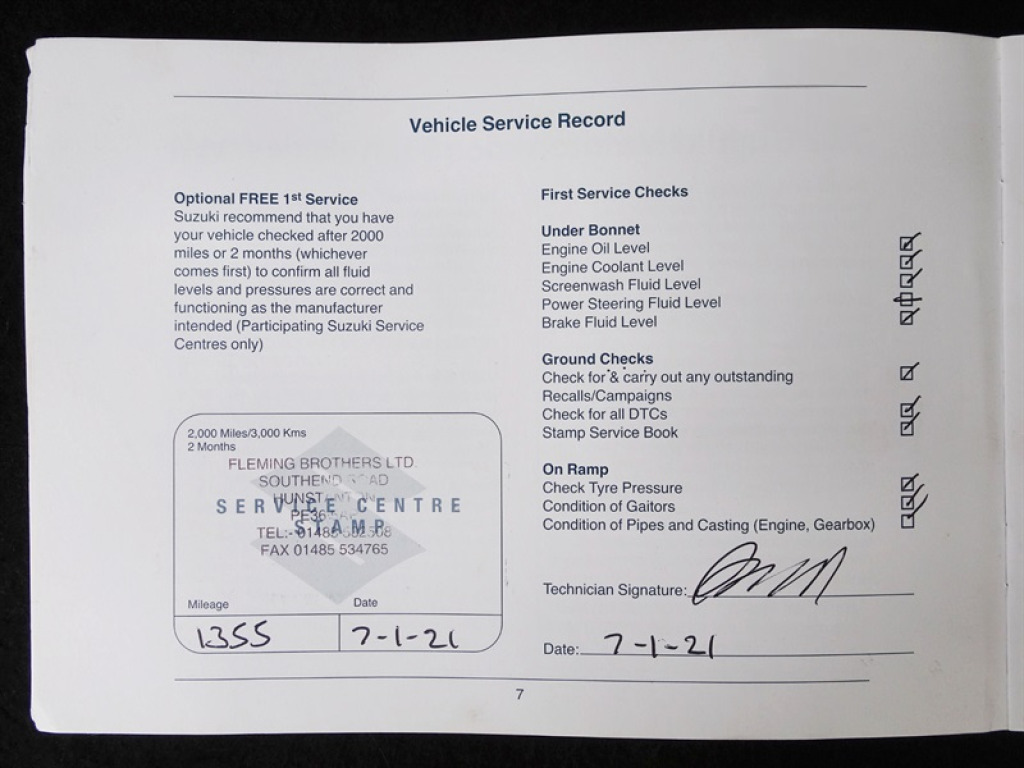 Vehicle Service Record
Optional FREE 1st Service
Suzuki recommend that you have
your vehicle checked after 2000
miles or 2 months (whichever
comes first) to confirm all fluid
levels and pressures are correct and
functioning as the manufacturer
intended (Participating Suzuki Service
Centres only)
2,000 Miles/3,000 Kms
2 Months
FLEMING BROTHERS LTD
SOUTHEND ROAD
SERVICE CENTRE
STAMP
TEL:- 01485
FAX 01485 534765
Mileage
Date
1355
7-1-21
First Service Checks
Under Bonnet
Engine Oil Level
Engine Coolant Level
Screenwash Fluid Level
Power Steering Fluid Level
Brake Fluid Level
Ground Checks
Check for & carry out any outstanding
Recalls/Campaigns
Check for all DTCs
Stamp Service Book
On Ramp
Check Tyre Pressure
Condition of Gaitors
Condition of Pipes and Casting (Engine, Gearbox)
Technician Signature:
Date: 7-1-21
7